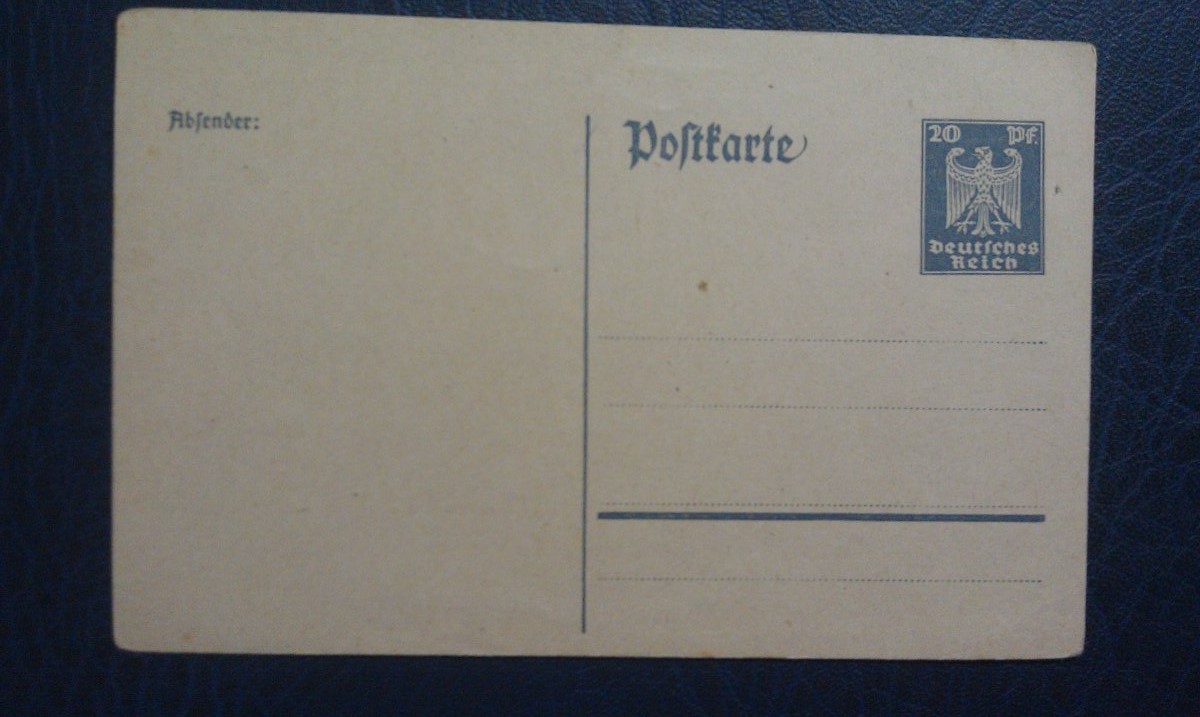 Absender:
Postkarte
20 Pf.
Deutsches
Reich